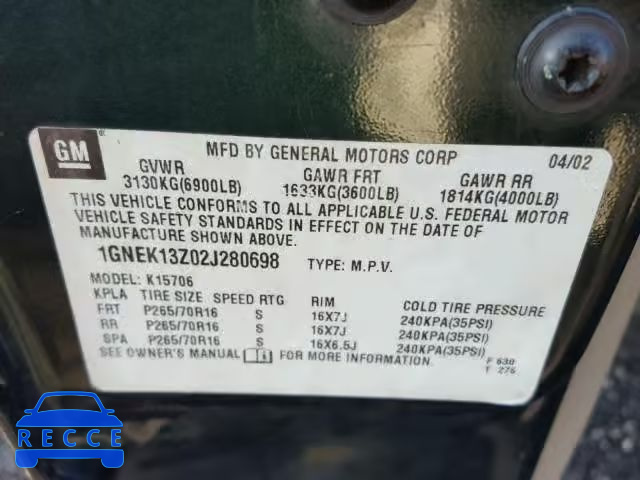 GM
MFD BY GENERAL MOTORS CORP 04/02
GVWR GAWR FRT GAWR RR
3130KG(6900LB) 1633KG(3600LB) 1814KG(4000LB)
THIS VEHICLE CONFORMS TO ALL APPLICABLE U.S. FEDERAL MOTOR
VEHICLE SAFETY STANDARDS IN EFFECT ON THE DATE OF
MANUFACTURE SHOWN ABOVE.
1GNEK13Z02J280698 TYPE: M.P.V.
MODEL: K15706
KPLA TIRE SIZE SPEED RTG RIM COLD TIRE PRESSURE
FRT P265/70R16 S 16X7J 240KPA(35PSI)
RR P265/70R16 S 16X7J 240KPA(35PSI)
SPA P265/70R16 S 16X6.5J 240KPA(35PSI)
SEE OWNER'S MANUAL FOR MORE INFORMATION.
F 630
T 276
RECCE